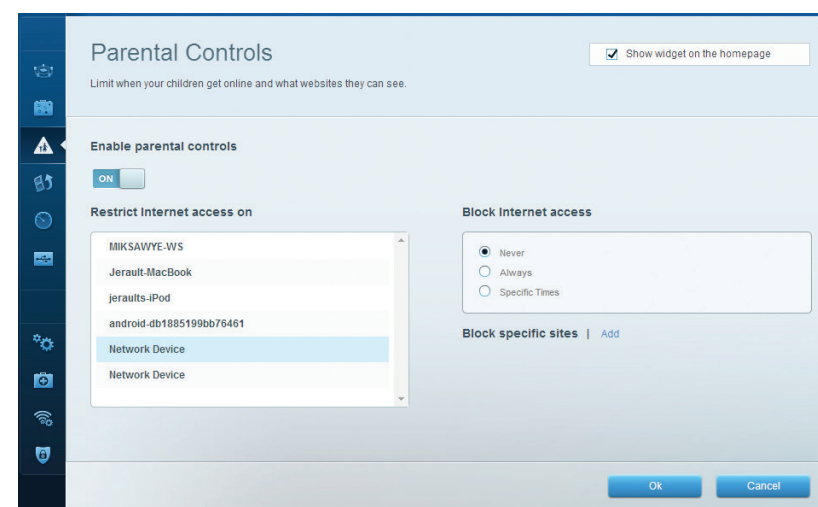 Parental Controls
Show widget on the homepage
Limit when your children get online and what websites they can see.
Enable parental controls
ON
Restrict Internet access on
MIKSAWYE-WS
Jerault-MacBook
jeraults-iPod
android-db1885199bb76461
Network Device
Network Device
Block Internet access
Never
Always
Specific Times
Block specific sites | Add
Ok
Cancel